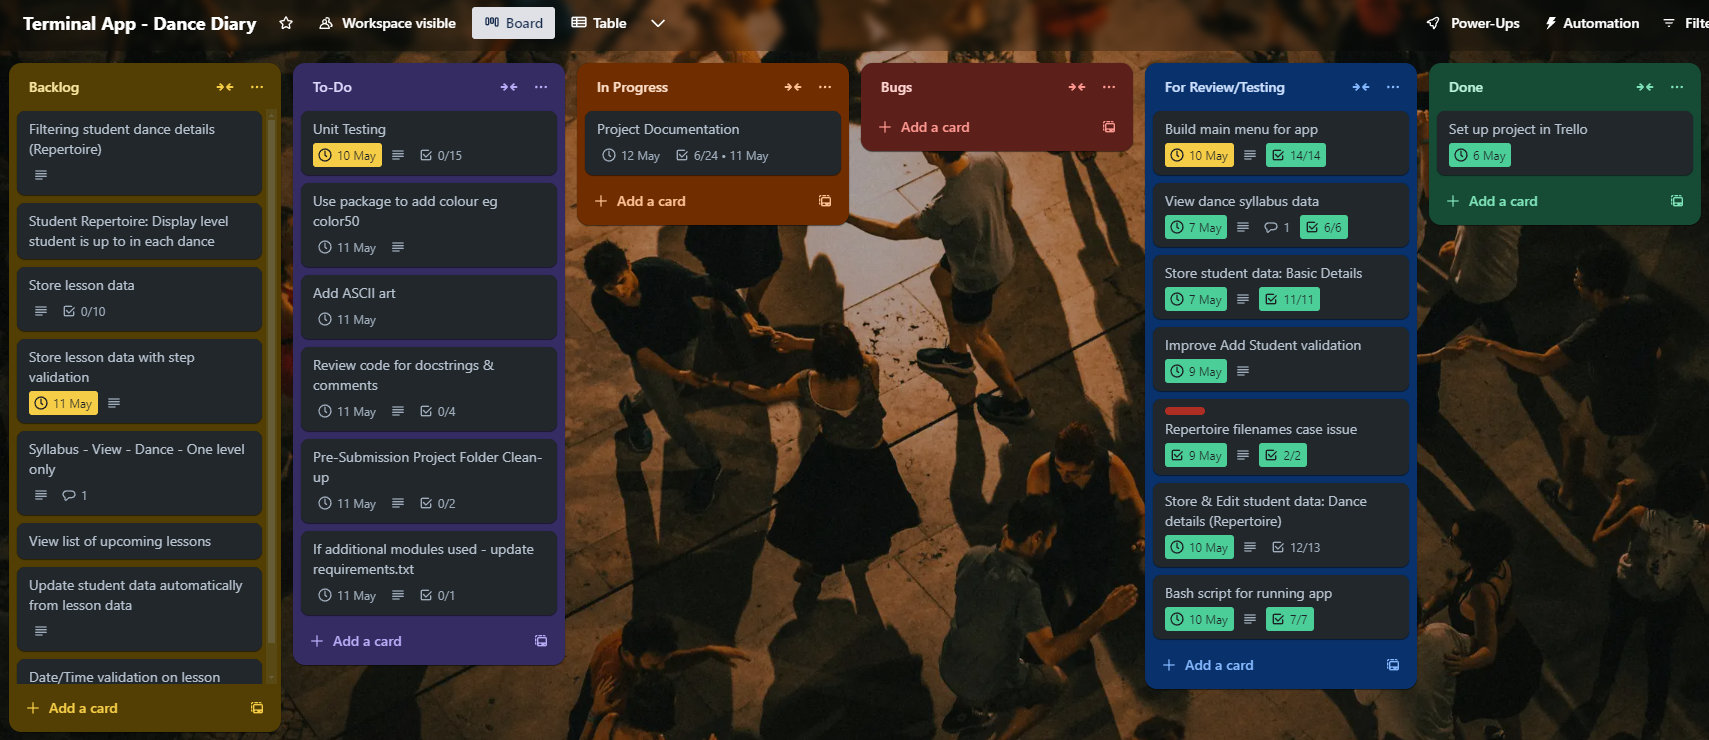 Terminal App - Dance Diary
Workspace visible
Board
Table
Power-Ups
Automation
Filte
Backlog
Filtering student dance details
(Repertoire)
Student Repertoire: Display level
student is up to in each dance
Store lesson data
0/10
Store lesson data with step
validation
11 May
Syllabus - View - Dance - One level
only
1
View list of upcoming lessons
Update student data automatically
from lesson data
Date/Time validation on lesson
Add a card
To-Do
Unit Testing
10 May 0/15
Use package to add colour eg
color50
11 May
Add ASCII art
11 May
Review code for docstrings &
comments
11 May 0/4
Pre-Submission Project Folder Clean-
up
11 May 0/2
If additional modules used - update
requirements.txt
11 May 0/1
Add a card
In Progress
Project Documentation
12 May 6/24 • 11 May
Add a card
Bugs
Add a card
For Review/Testing
Build main menu for app
10 May 14/14
View dance syllabus data
7 May 1 6/6
Store student data: Basic Details
7 May 11/11
Improve Add Student validation
9 May
Repertoire filenames case issue
9 May 2/2
Store & Edit student data: Dance
details (Repertoire)
10 May 12/13
Bash script for running app
10 May 7/7
Add a card
Done
Set up project in Trello
6 May
Add a card